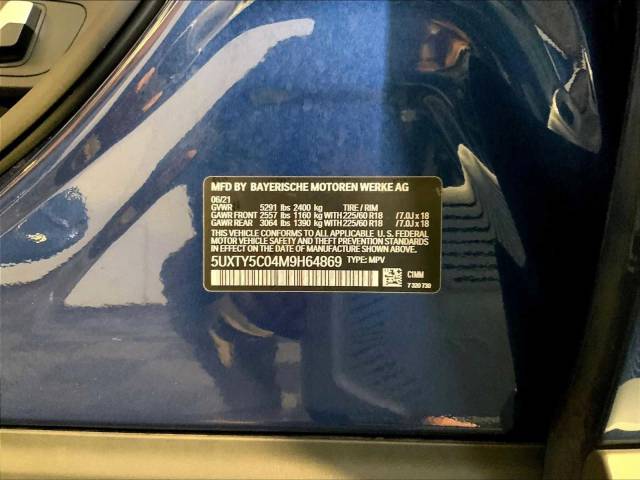 MFD BY BAYERISCHE MOTOREN WERKE AG
06/21
GVWR 5291 lbs 2400 kg TIRE / RIM
GAWR FRONT 2557 lbs 1160 kg WITH 225/60 R18 /7.0J x 18
GAWR REAR 3064 lbs 1390 kg WITH 225/60 R18 /7.0J x 18
THIS VEHICLE CONFORMS TO ALL APPLICABLE U. S. FEDERAL
MOTOR VEHICLE SAFETY, BUMPER, AND THEFT PREVENTION
STANDARDS IN EFFECT ON THE DATE OF MANUFACTURE SHOWN ABOVE.
5UXTY5C04M9H64869 TYPE: MPV
C1MM
7 320 730